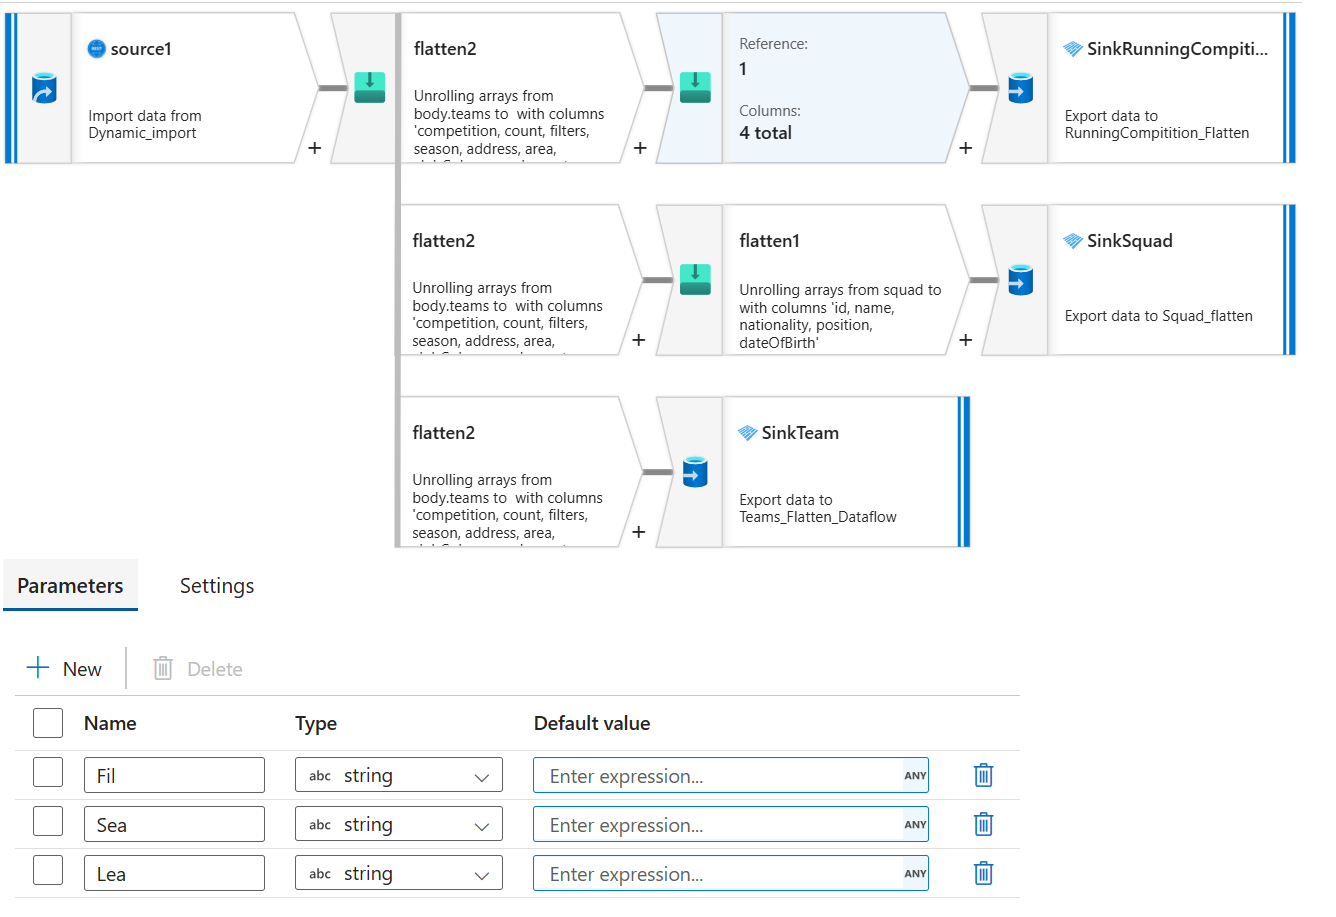 source1
Import data from
Dynamic_import
+
flatten2
Unrolling arrays from
body.teams to with columns
'competition, count, filters,
season, address, area,
+
Reference:
1
Columns:
4 total
+
SinkRunningCompiti...
Export data to
RunningCompitition_Flatten
flatten2
Unrolling arrays from
body.teams to with columns
'competition, count, filters,
season, address, area,
+
flatten1
Unrolling arrays from squad to
with columns 'id, name,
nationality, position,
dateOfBirth'
+
SinkSquad
Export data to Squad_flatten
flatten2
Unrolling arrays from
body.teams to with columns
'competition, count, filters,
season, address, area,
+
SinkTeam
Export data to
Teams_Flatten_Dataflow
Parameters Settings
+ New Delete
Name Type Default value
Fil abc string Enter expression... ANY
Sea abc string Enter expression... ANY
Lea abc string Enter expression... ANY